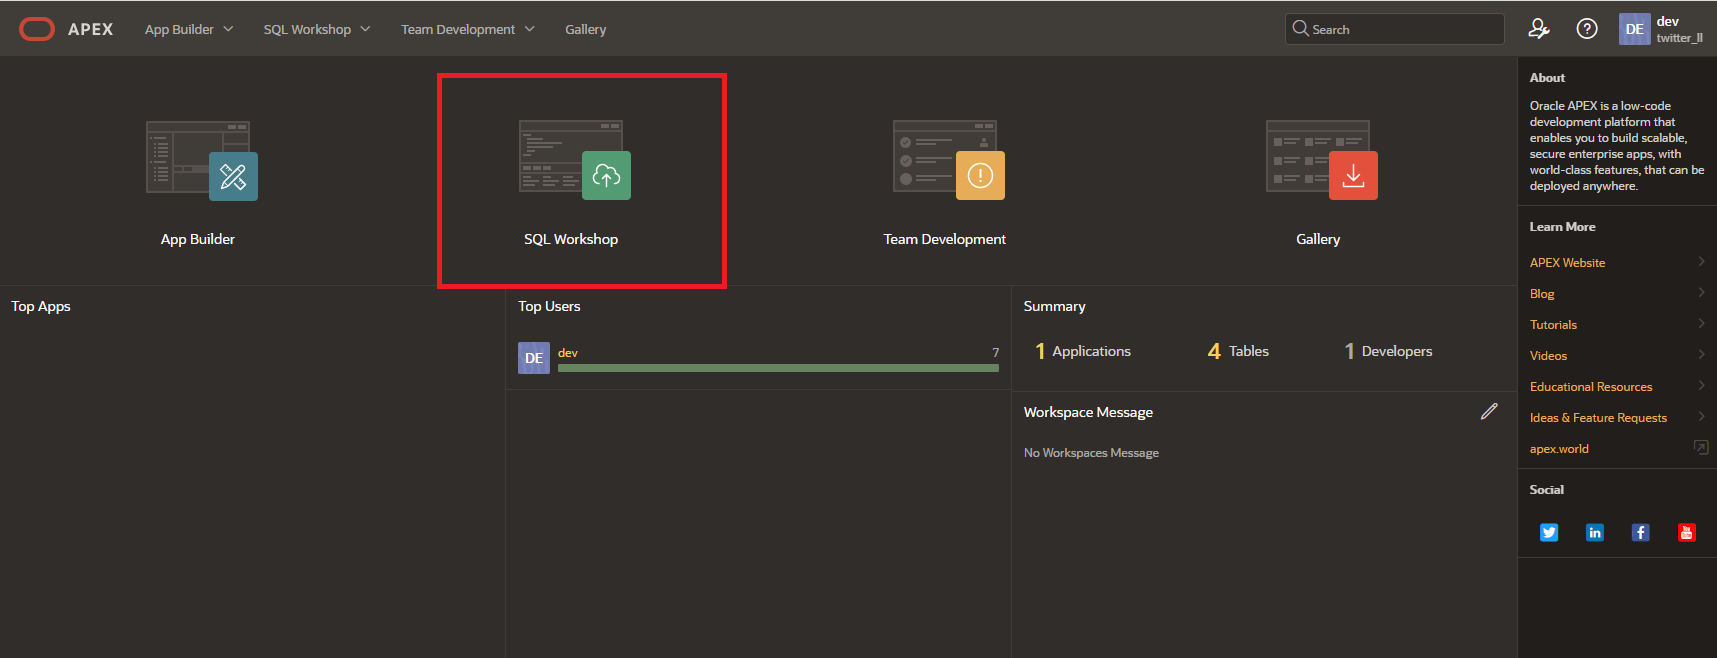 APEX
App Builder
SQL Workshop
Team Development
Gallery
Search
DE
dev
twitter_ll
App Builder
SQL Workshop
Team Development
Gallery
Top Apps
Top Users
DE
dev
7
Summary
1 Applications
4 Tables
1 Developers
Workspace Message
No Workspaces Message
About
Oracle APEX is a low-code
development platform that
enables you to build scalable,
secure enterprise apps, with
world-class features, that can be
deployed anywhere.
Learn More
APEX Website
Blog
Tutorials
Videos
Educational Resources
Ideas & Feature Requests
apex.world
Social